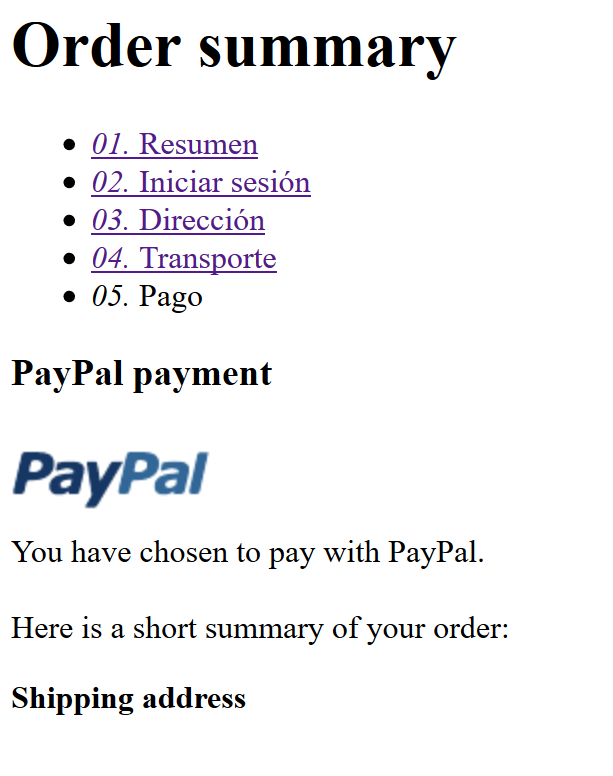 Order summary
01. Resumen
02. Iniciar sesión
03. Dirección
04. Transporte
05. Pago
PayPal payment
PayPal
You have chosen to pay with PayPal.
Here is a short summary of your order:
Shipping address